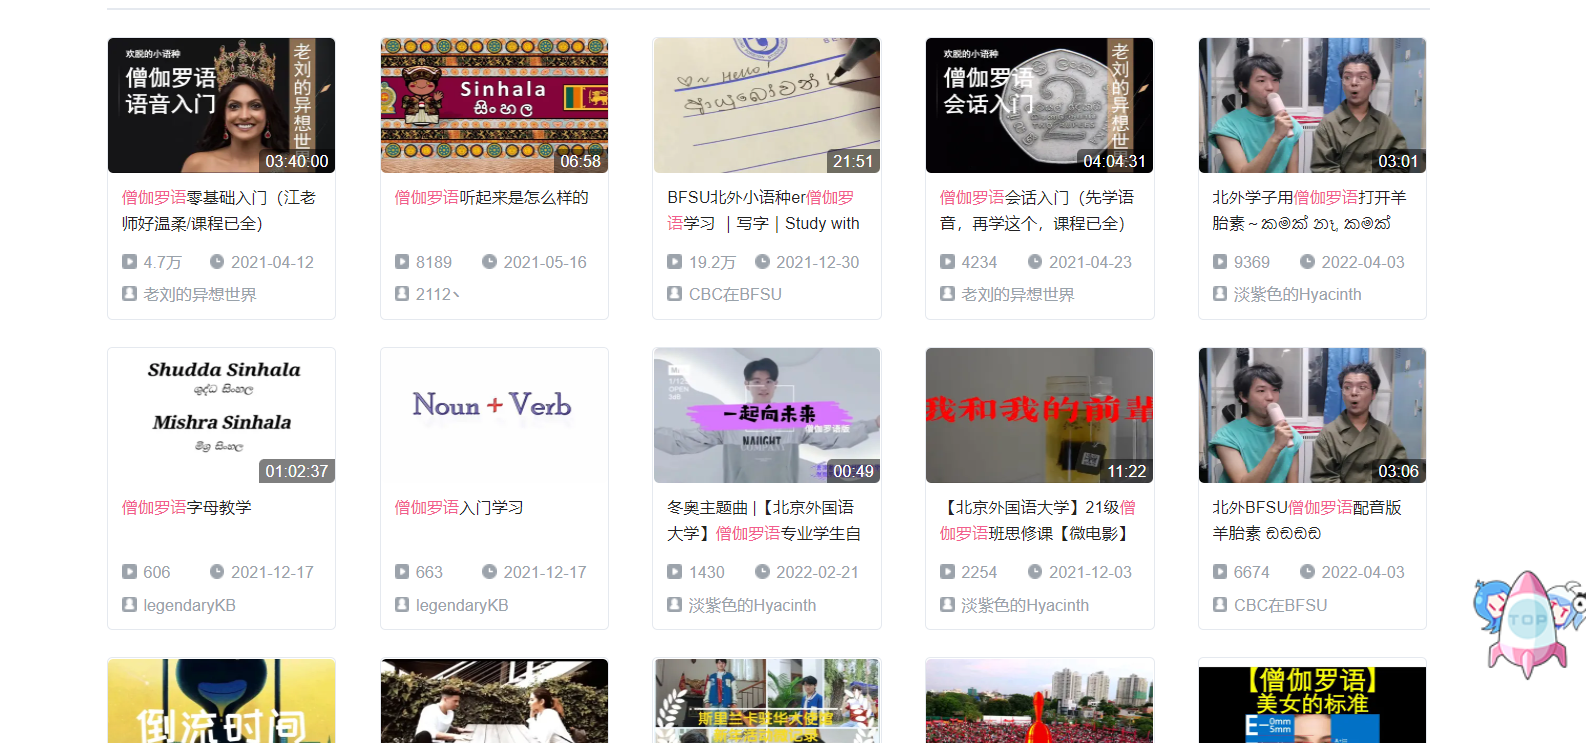 欢脱的小语种
僧伽罗语
语音入门
老刘的异想世界
03:40:00
Sinhala
සිංහල
06:58
Hello!
ආයුබෝවන්!
21:51
欢脱的小语种
僧伽罗语
会话入门
老刘的异想世界
04:04:31
03:01
僧伽罗语零基础入门（江老
师好温柔/课程已全）
4.7万 2021-04-12
老刘的异想世界
僧伽罗语听起来是怎么样的
8189 2021-05-16
2112丶
BFSU北外小语种er僧伽罗
语学习 ｜写字｜Study with
19.2万 2021-12-30
CBC在BFSU
僧伽罗语会话入门（先学语
音，再学这个，课程已全）
4234 2021-04-23
老刘的异想世界
北外学子用僧伽罗语打开羊
胎素～කමක් නෑ, කමක්
9369 2022-04-03
淡紫色的Hyacinth
Shudda Sinhala
ශුද්ධ සිංහල
Mishra Sinhala
මිශ්‍ර සිංහල
01:02:37
Noun + Verb
OPEN
一起向未来
僧伽罗语版
NAUGHT
00:49
我和我的前辈
11:22
03:06
僧伽罗语字母教学
606 2021-12-17
legendaryKB
僧伽罗语入门学习
663 2021-12-17
legendaryKB
冬奥主题曲 |【北京外国语
大学】僧伽罗语专业学生自
1430 2022-02-21
淡紫色的Hyacinth
【北京外国语大学】21级僧
伽罗语班思修课【微电影】
2254 2021-12-03
淡紫色的Hyacinth
北外BFSU僧伽罗语配音版
羊胎素 ඩඩඩඩ
6674 2022-04-03
CBC在BFSU
TOP
倒流时间
斯里兰卡驻华大使馆
【僧伽罗语】
美女的标准
E
0mm
5mm